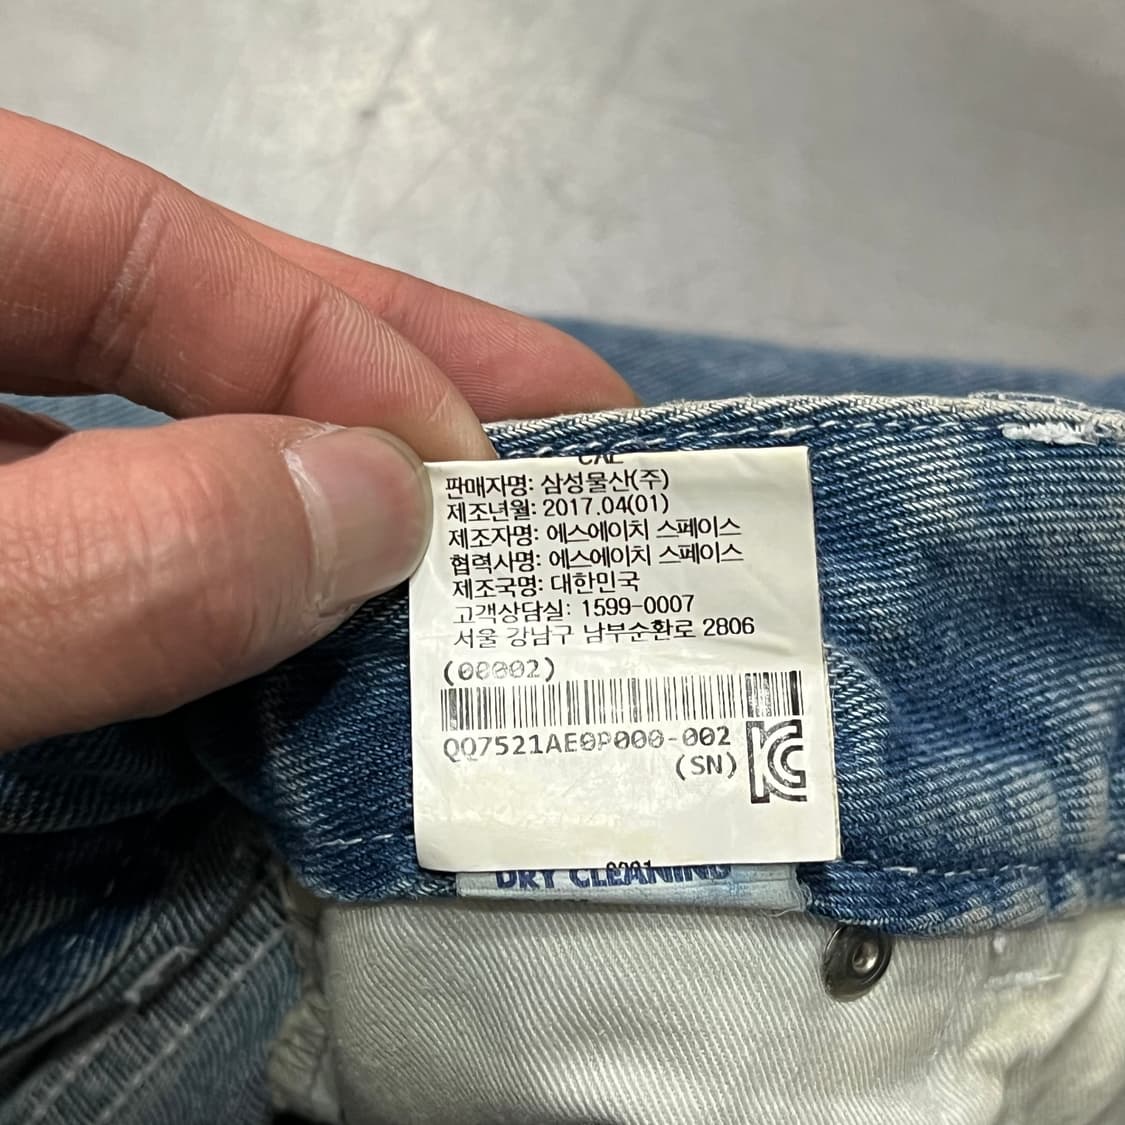 판매자명: 삼성물산(주)
제조년월: 2017.04(01)
제조자명: 에스에이치 스페이스
협력사명: 에스에이치 스페이스
제조국명: 대한민국
고객상담실: 1599-0007
서울 강남구 남부순환로 2806
(00002)
QQ7521AE0P000-002
(SN)
KC
DRY CLEANING